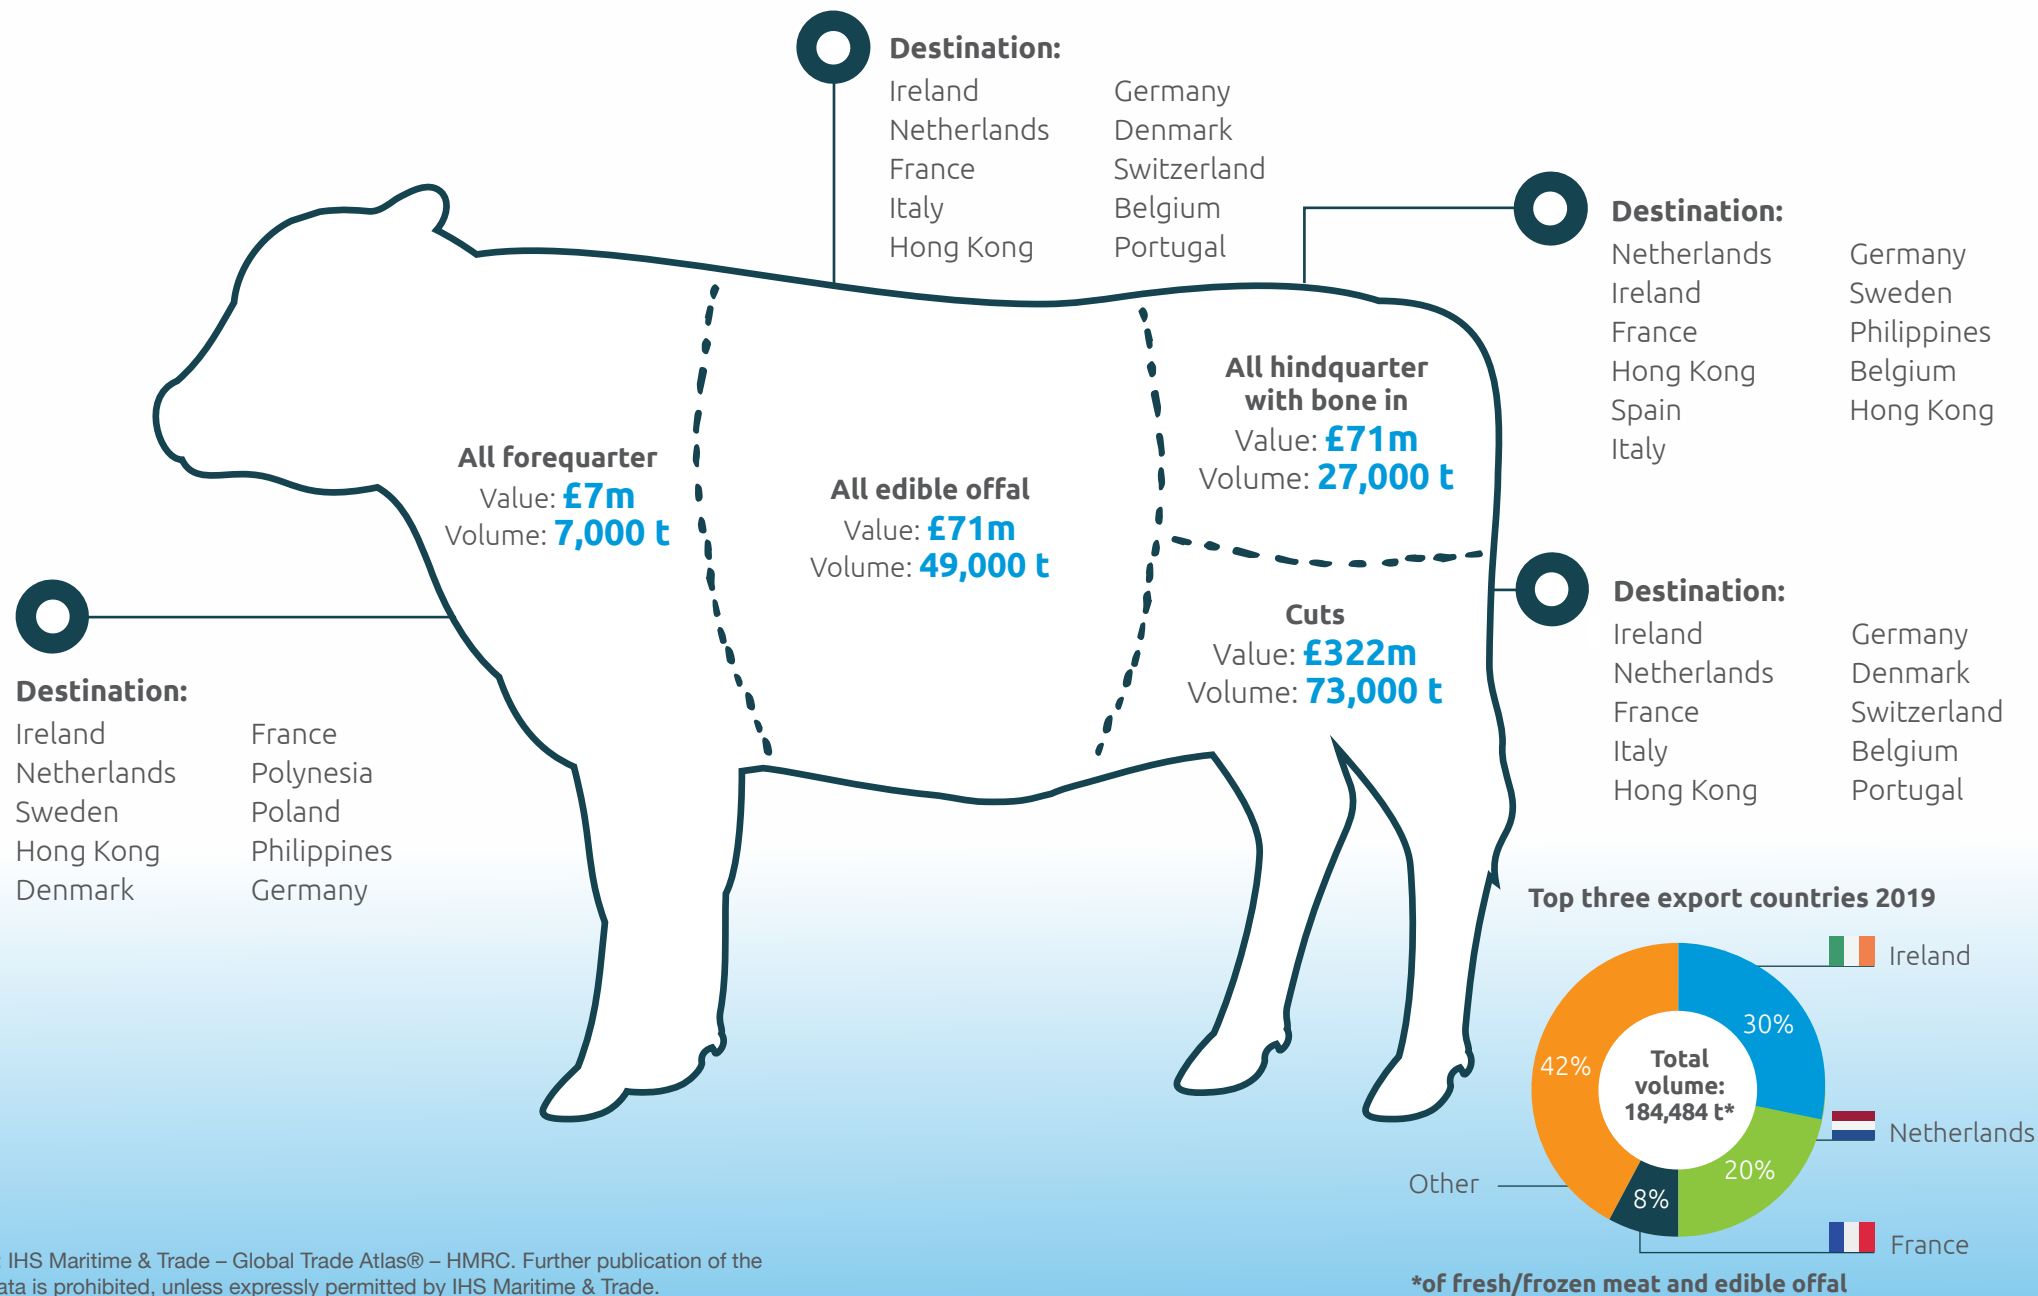 Destination:
Ireland
Netherlands
France
Italy
Hong Kong
Germany
Denmark
Switzerland
Belgium
Portugal
Destination:
Netherlands
Ireland
France
Hong Kong
Spain
Italy
Germany
Sweden
Philippines
Belgium
Hong Kong
All forequarter
Value: £7m
Volume: 7,000 t
All edible offal
Value: £71m
Volume: 49,000 t
All hindquarter
with bone in
Value: £71m
Volume: 27,000 t
Cuts
Value: £322m
Volume: 73,000 t
Destination:
Ireland
Netherlands
France
Italy
Hong Kong
Germany
Denmark
Switzerland
Belgium
Portugal
Destination:
Ireland
Netherlands
Sweden
Hong Kong
Denmark
France
Polynesia
Poland
Philippines
Germany
Top three export countries 2019
Ireland
30%
42%
Total
volume:
184,484 t*
Netherlands
20%
Other
8%
France
*of fresh/frozen meat and edible offal
: IHS Maritime & Trade – Global Trade Atlas® – HMRC. Further publication of the
ata is prohibited, unless expressly permitted by IHS Maritime & Trade.